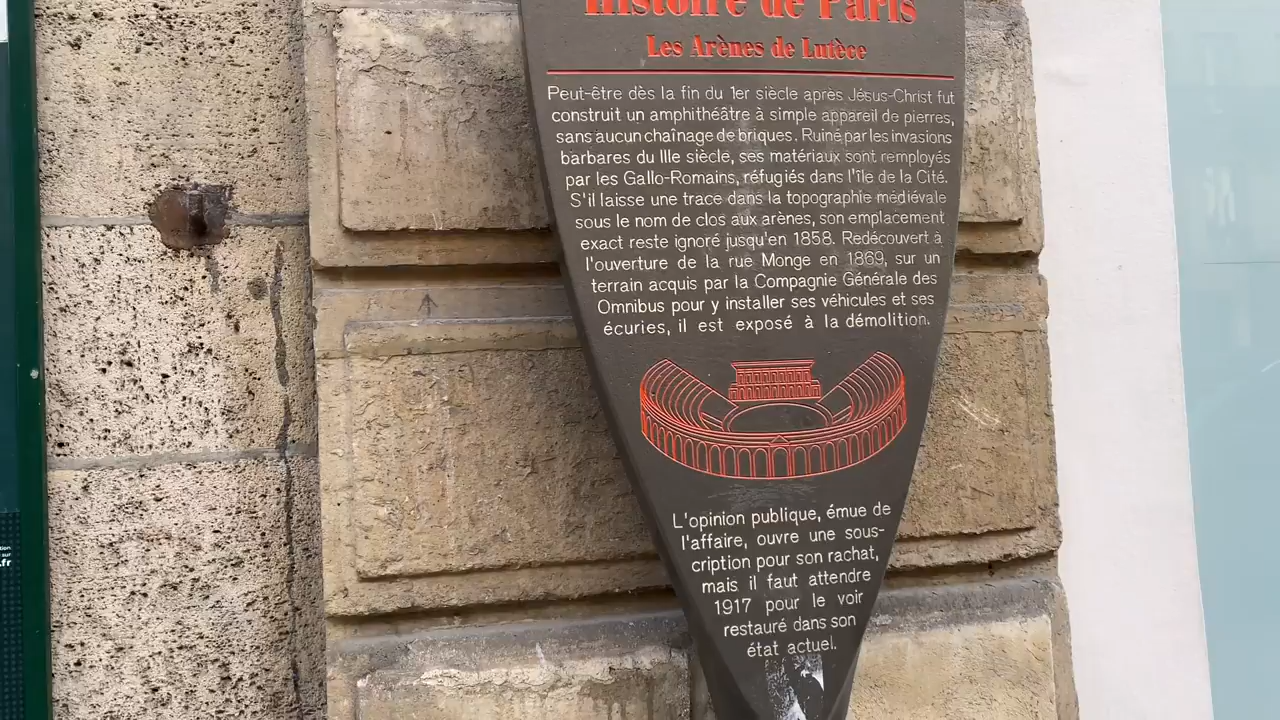 Histoire de Paris
Les Arènes de Lutèce
Peut-être dès la fin du 1er siècle après Jésus-Christ fut
construit un amphithéâtre à simple appareil de pierres,
sans aucun chaînage de briques. Ruiné par les invasions
barbares du IIIe siècle, ses matériaux sont remployés
par les Gallo-Romains, réfugiés dans l'île de la Cité.
S'il laisse une trace dans la topographie médiévale
sous le nom de clos aux arènes, son emplacement
exact reste ignoré jusqu'en 1858. Redécouvert à
l'ouverture de la rue Monge en 1869, sur un
terrain acquis par la Compagnie Générale des
Omnibus pour y installer ses véhicules et ses
écuries, il est exposé à la démolition.
L'opinion publique, émue de
l'affaire, ouvre une sous-
cription pour son rachat,
mais il faut attendre
1917 pour le voir
restauré dans son
état actuel.
tion
sur
.fr